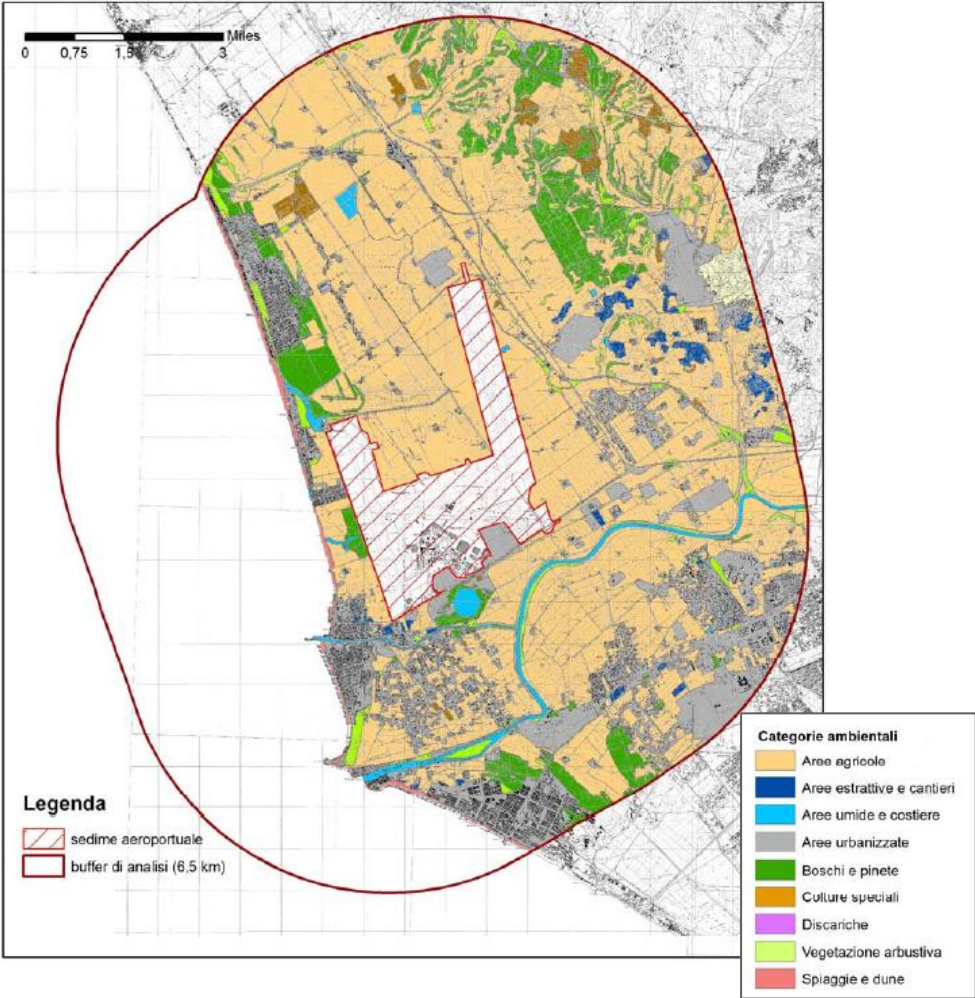 Miles
0 0,75 1,5 3
Legenda
sedime aeroportuale
buffer di analisi (6,5 km)
Categorie ambientali
Aree agricole
Aree estrattive e cantieri
Aree umide e costiere
Aree urbanizzate
Boschi e pinete
Colture speciali
Discariche
Vegetazione arbustiva
Spiaggie e dune